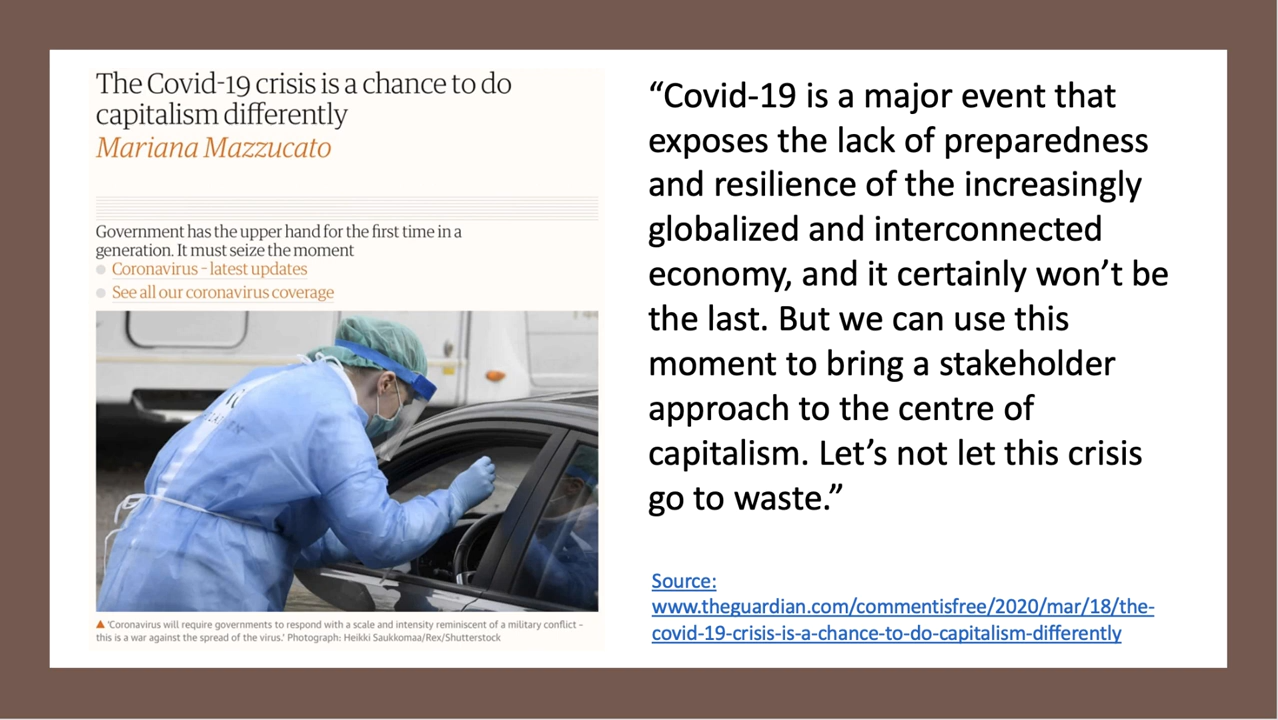 The Covid-19 crisis is a chance to do
capitalism differently
Mariana Mazzucato
Government has the upper hand for the first time in a
generation. It must seize the moment
Coronavirus – latest updates
See all our coronavirus coverage
'Coronavirus will require governments to respond with a scale and intensity reminiscent of a military conflict –
this is a war against the spread of the virus.' Photograph: Heikki Saukkomaa/Rex/Shutterstock
“Covid-19 is a major event that
exposes the lack of preparedness
and resilience of the increasingly
globalized and interconnected
economy, and it certainly won’t be
the last. But we can use this
moment to bring a stakeholder
approach to the centre of
capitalism. Let’s not let this crisis
go to waste.”
Source:
www.theguardian.com/commentisfree/2020/mar/18/the-
covid-19-crisis-is-a-chance-to-do-capitalism-differently